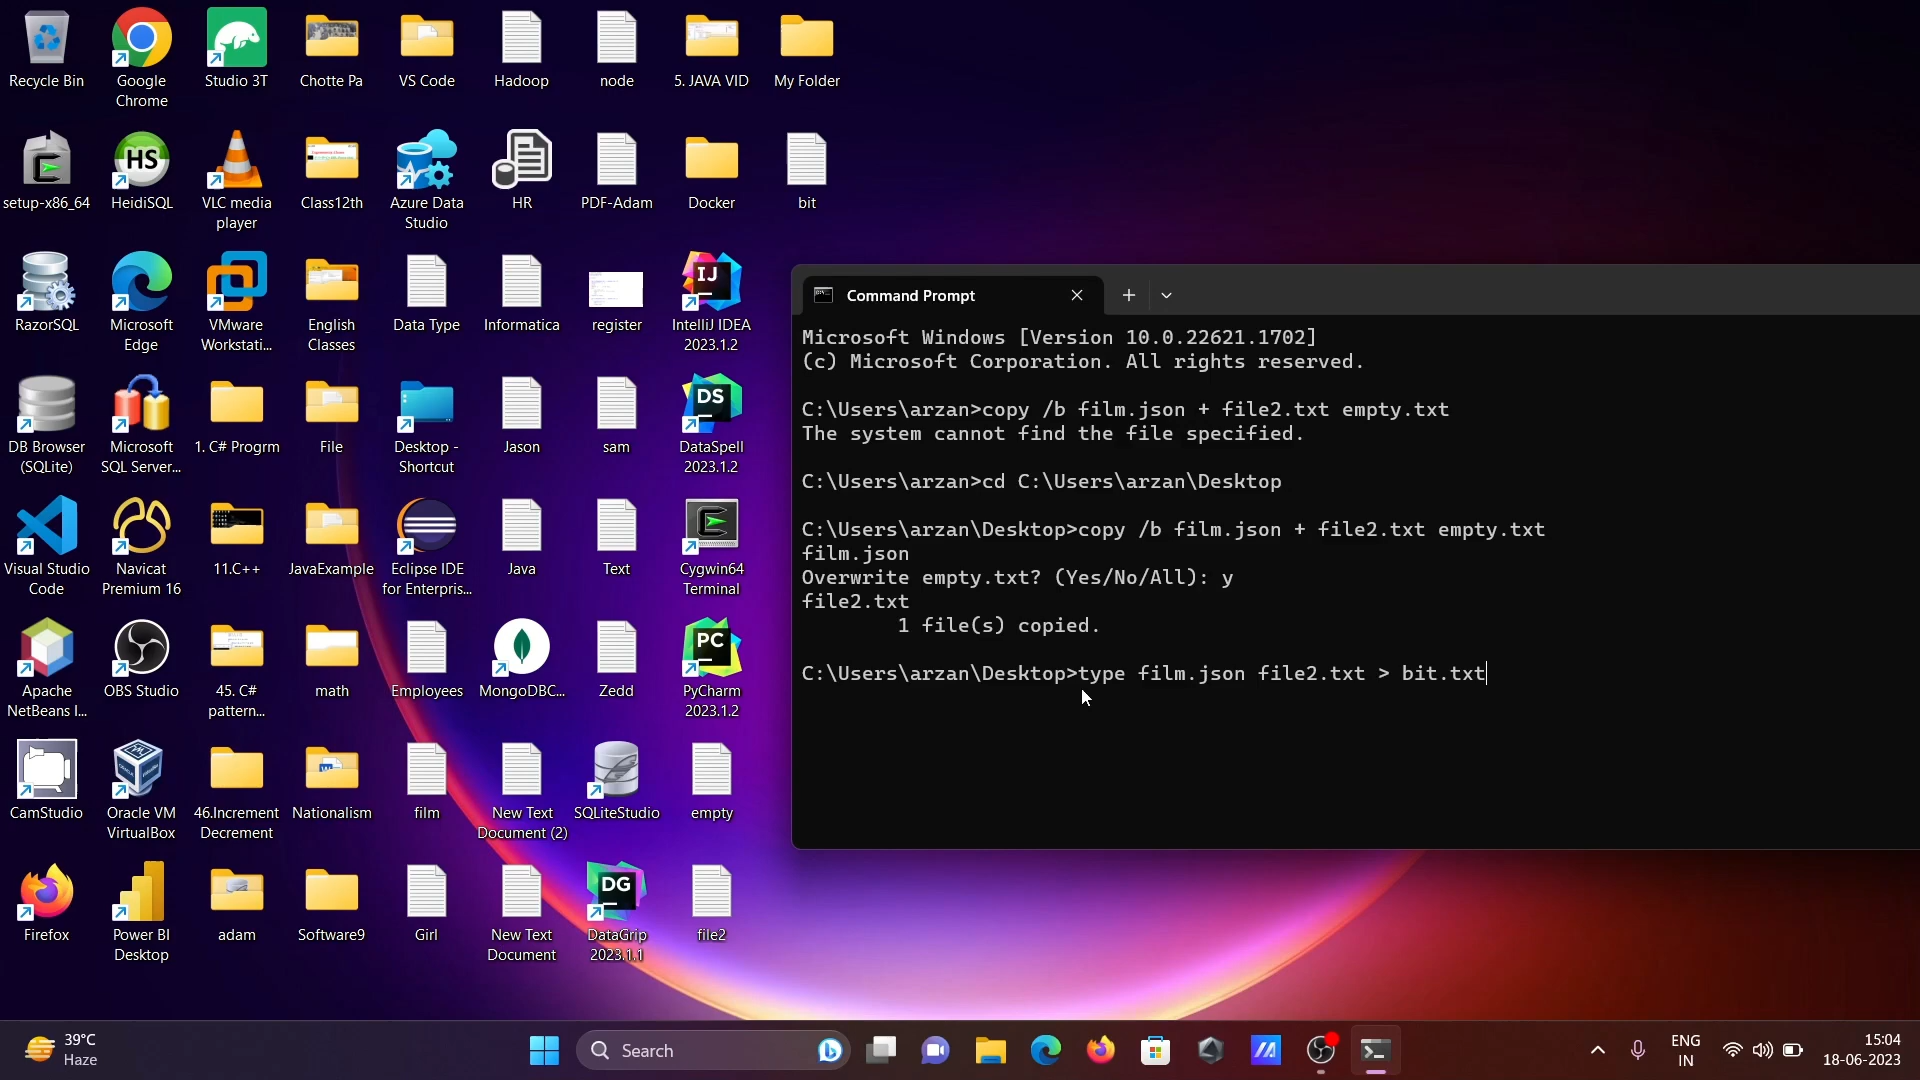 Recycle Bin
Google
Chrome
Studio 3T
Chotte Pa
VS Code
Hadoop
node
5. JAVA VID
My Folder
setup-x86_64
HS
HeidiSQL
VLC media
player
Class12th
Azure Data
Studio
HR
PDF-Adam
Docker
bit
RazorSQL
Microsoft
Edge
VMware
Workstati...
English
Classes
Data Type
Informatica
register
IJ
IntelliJ IDEA
2023.1.2
DB Browser
(SQLite)
Microsoft
SQL Server...
1. C# Progrm
File
Desktop -
Shortcut
Jason
sam
DS
DataSpell
2023.1.2
Visual Studio
Code
Navicat
Premium 16
11.C++
JavaExample
Eclipse IDE
for Enterpris...
Java
Text
Cygwin64
Terminal
Apache
NetBeans I...
OBS Studio
45. C#
pattern...
math
Employees
MongoDBC...
Zedd
PC
PyCharm
2023.1.2
CamStudio
Oracle VM
VirtualBox
46.Increment
Decrement
Nationalism
film
New Text
Document (2)
SQLiteStudio
empty
Firefox
Power BI
Desktop
adam
Software9
Girl
New Text
Document
DG
DataGrip
2023.1.1
file2
Command Prompt
Microsoft Windows [Version 10.0.22621.1702]
(c) Microsoft Corporation. All rights reserved.
C:\Users\arzan>copy /b film.json + file2.txt empty.txt
The system cannot find the file specified.
C:\Users\arzan>cd C:\Users\arzan\Desktop
C:\Users\arzan\Desktop>copy /b film.json + file2.txt empty.txt
film.json
Overwrite empty.txt? (Yes/No/All): y
file2.txt
1 file(s) copied.
C:\Users\arzan\Desktop>type film.json file2.txt > bit.txt
39°C
Haze
Search
ENG
IN
15:04
18-06-2023